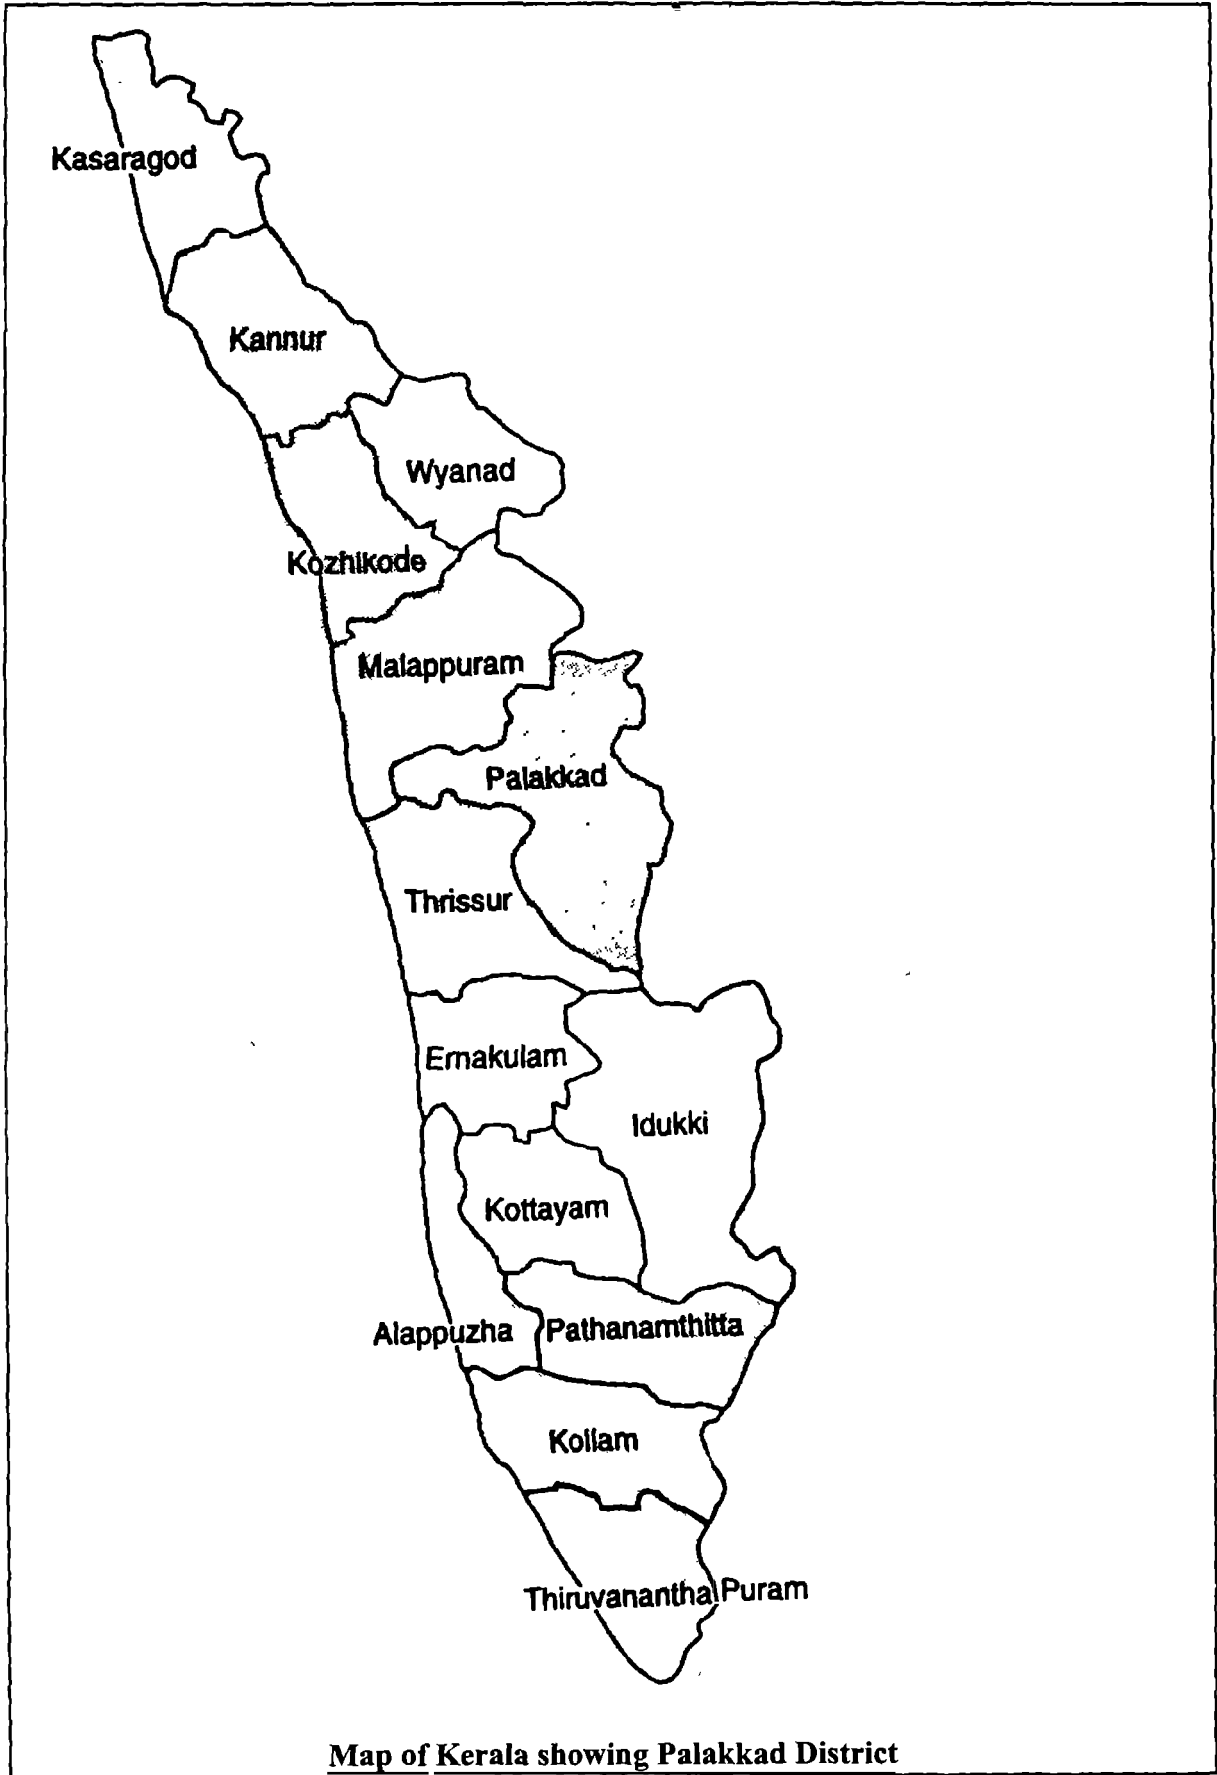 Kasaragod
Kannur
Wyanad
Kozhikode
Malappuram
Palakkad
Thrissur
Ernakulam
Idukki
Kottayam
Alappuzha
Pathanamthitta
Kollam
Thiruvanantha Puram
Map of Kerala showing Palakkad District